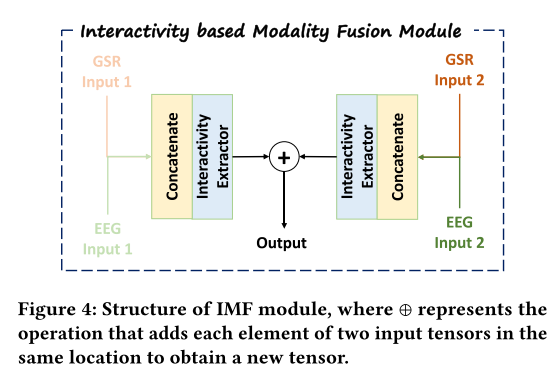 Interactivity based Modality Fusion Module
GSR
Input 1
GSR
Input 2
Concatenate
Interactivity
Extractor
+
Interactivity
Extractor
Concatenate
EEG
Input 1
Output
EEG
Input 2
Figure 4: Structure of IMF module, where ⊕ represents the
operation that adds each element of two input tensors in the
same location to obtain a new tensor.